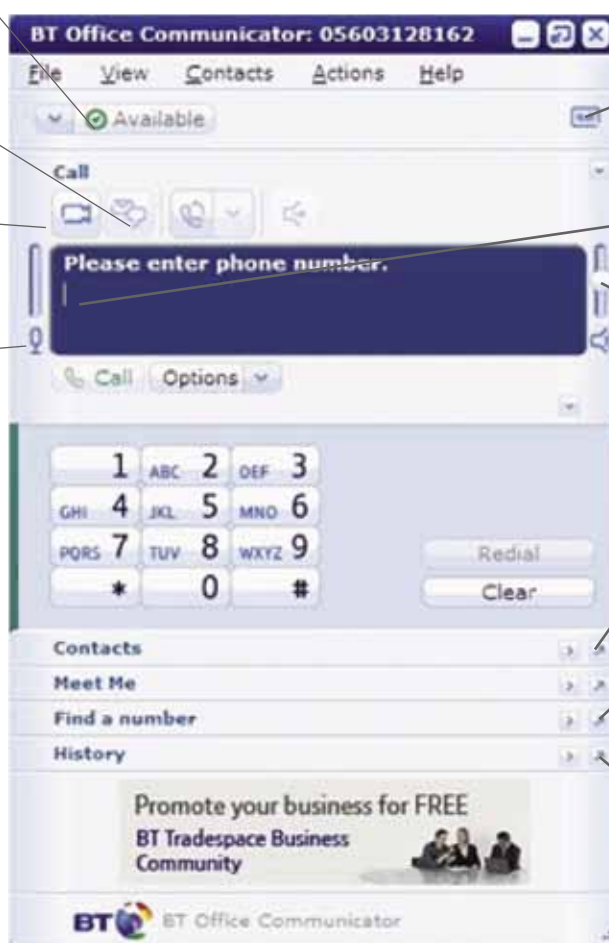 BT Office Communicator: 05603128162
File View Contacts Actions Help
Available
Call
Please enter phone number.
Call Options
1 ABC 2 DEF 3
GHI 4 JKL 5 MNO 6
PQRS 7 TUV 8 WXYZ 9
* 0 #
Redial
Clear
Contacts
Meet Me
Find a number
History
Promote your business for FREE
BT Tradespace Business
Community
BT BT Office Communicator